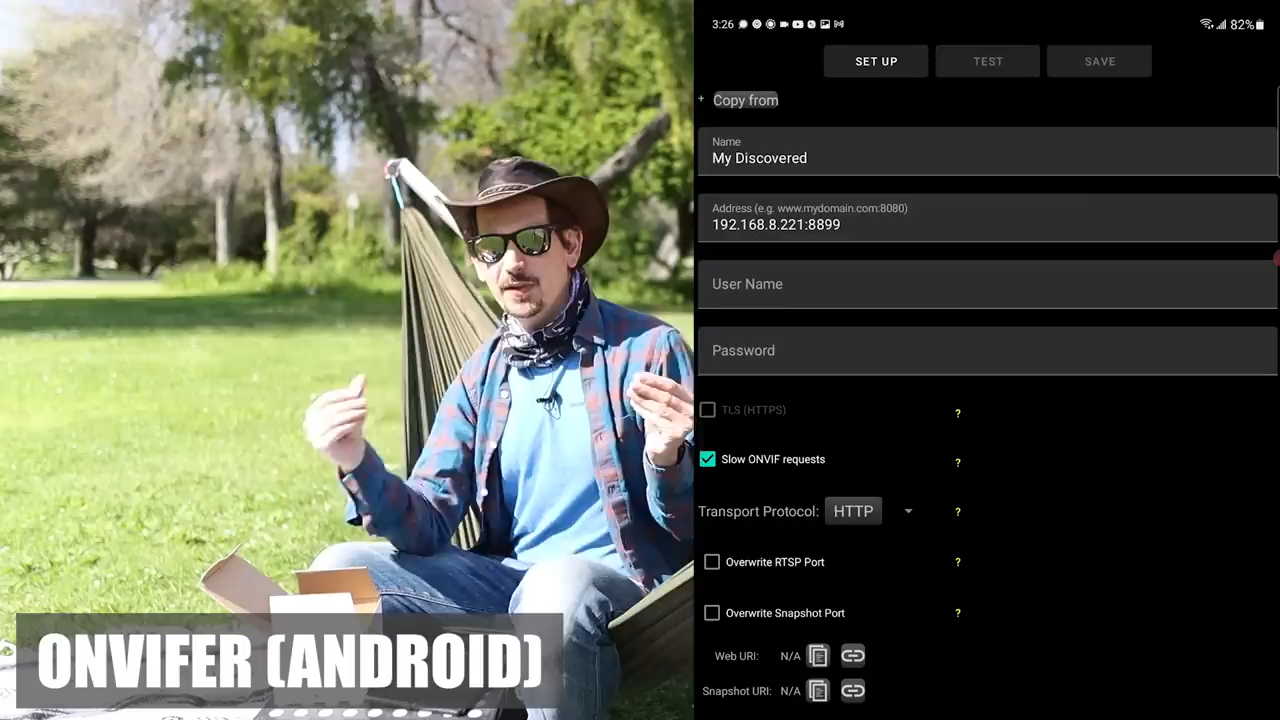 3:26
82%
SET UP
TEST
SAVE
+ Copy from
Name
My Discovered
Address (e.g. www.mydomain.com:8080)
192.168.8.221:8899
User Name
Password
TLS (HTTPS) ?
Slow ONVIF requests ?
Transport Protocol: HTTP ?
Overwrite RTSP Port ?
Overwrite Snapshot Port ?
Web URI: N/A
Snapshot URI: N/A
ONVIFER (ANDROID)